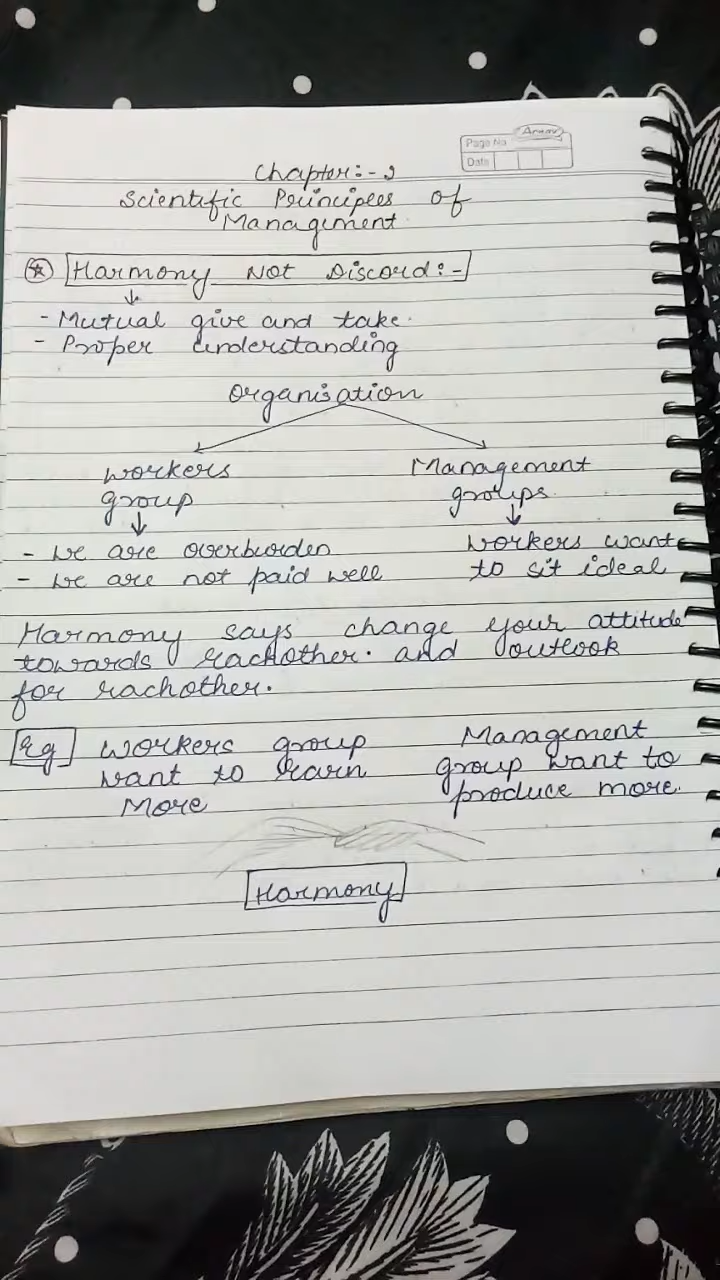 Page No
Date
Chapter:- 2
Scientific Principles of
Management
Harmony Not Discord:-
- Mutual give and take.
- Proper understanding
Organisation
Workers
group
Management
groups.
- We are overburden
- We are not paid well
Workers want
to sit ideal
Harmony says change your attitude
towards eachother. and outlook
for eachother.
Eg
Workers group
want to earn
More
Management
group want to
produce more.
Harmony